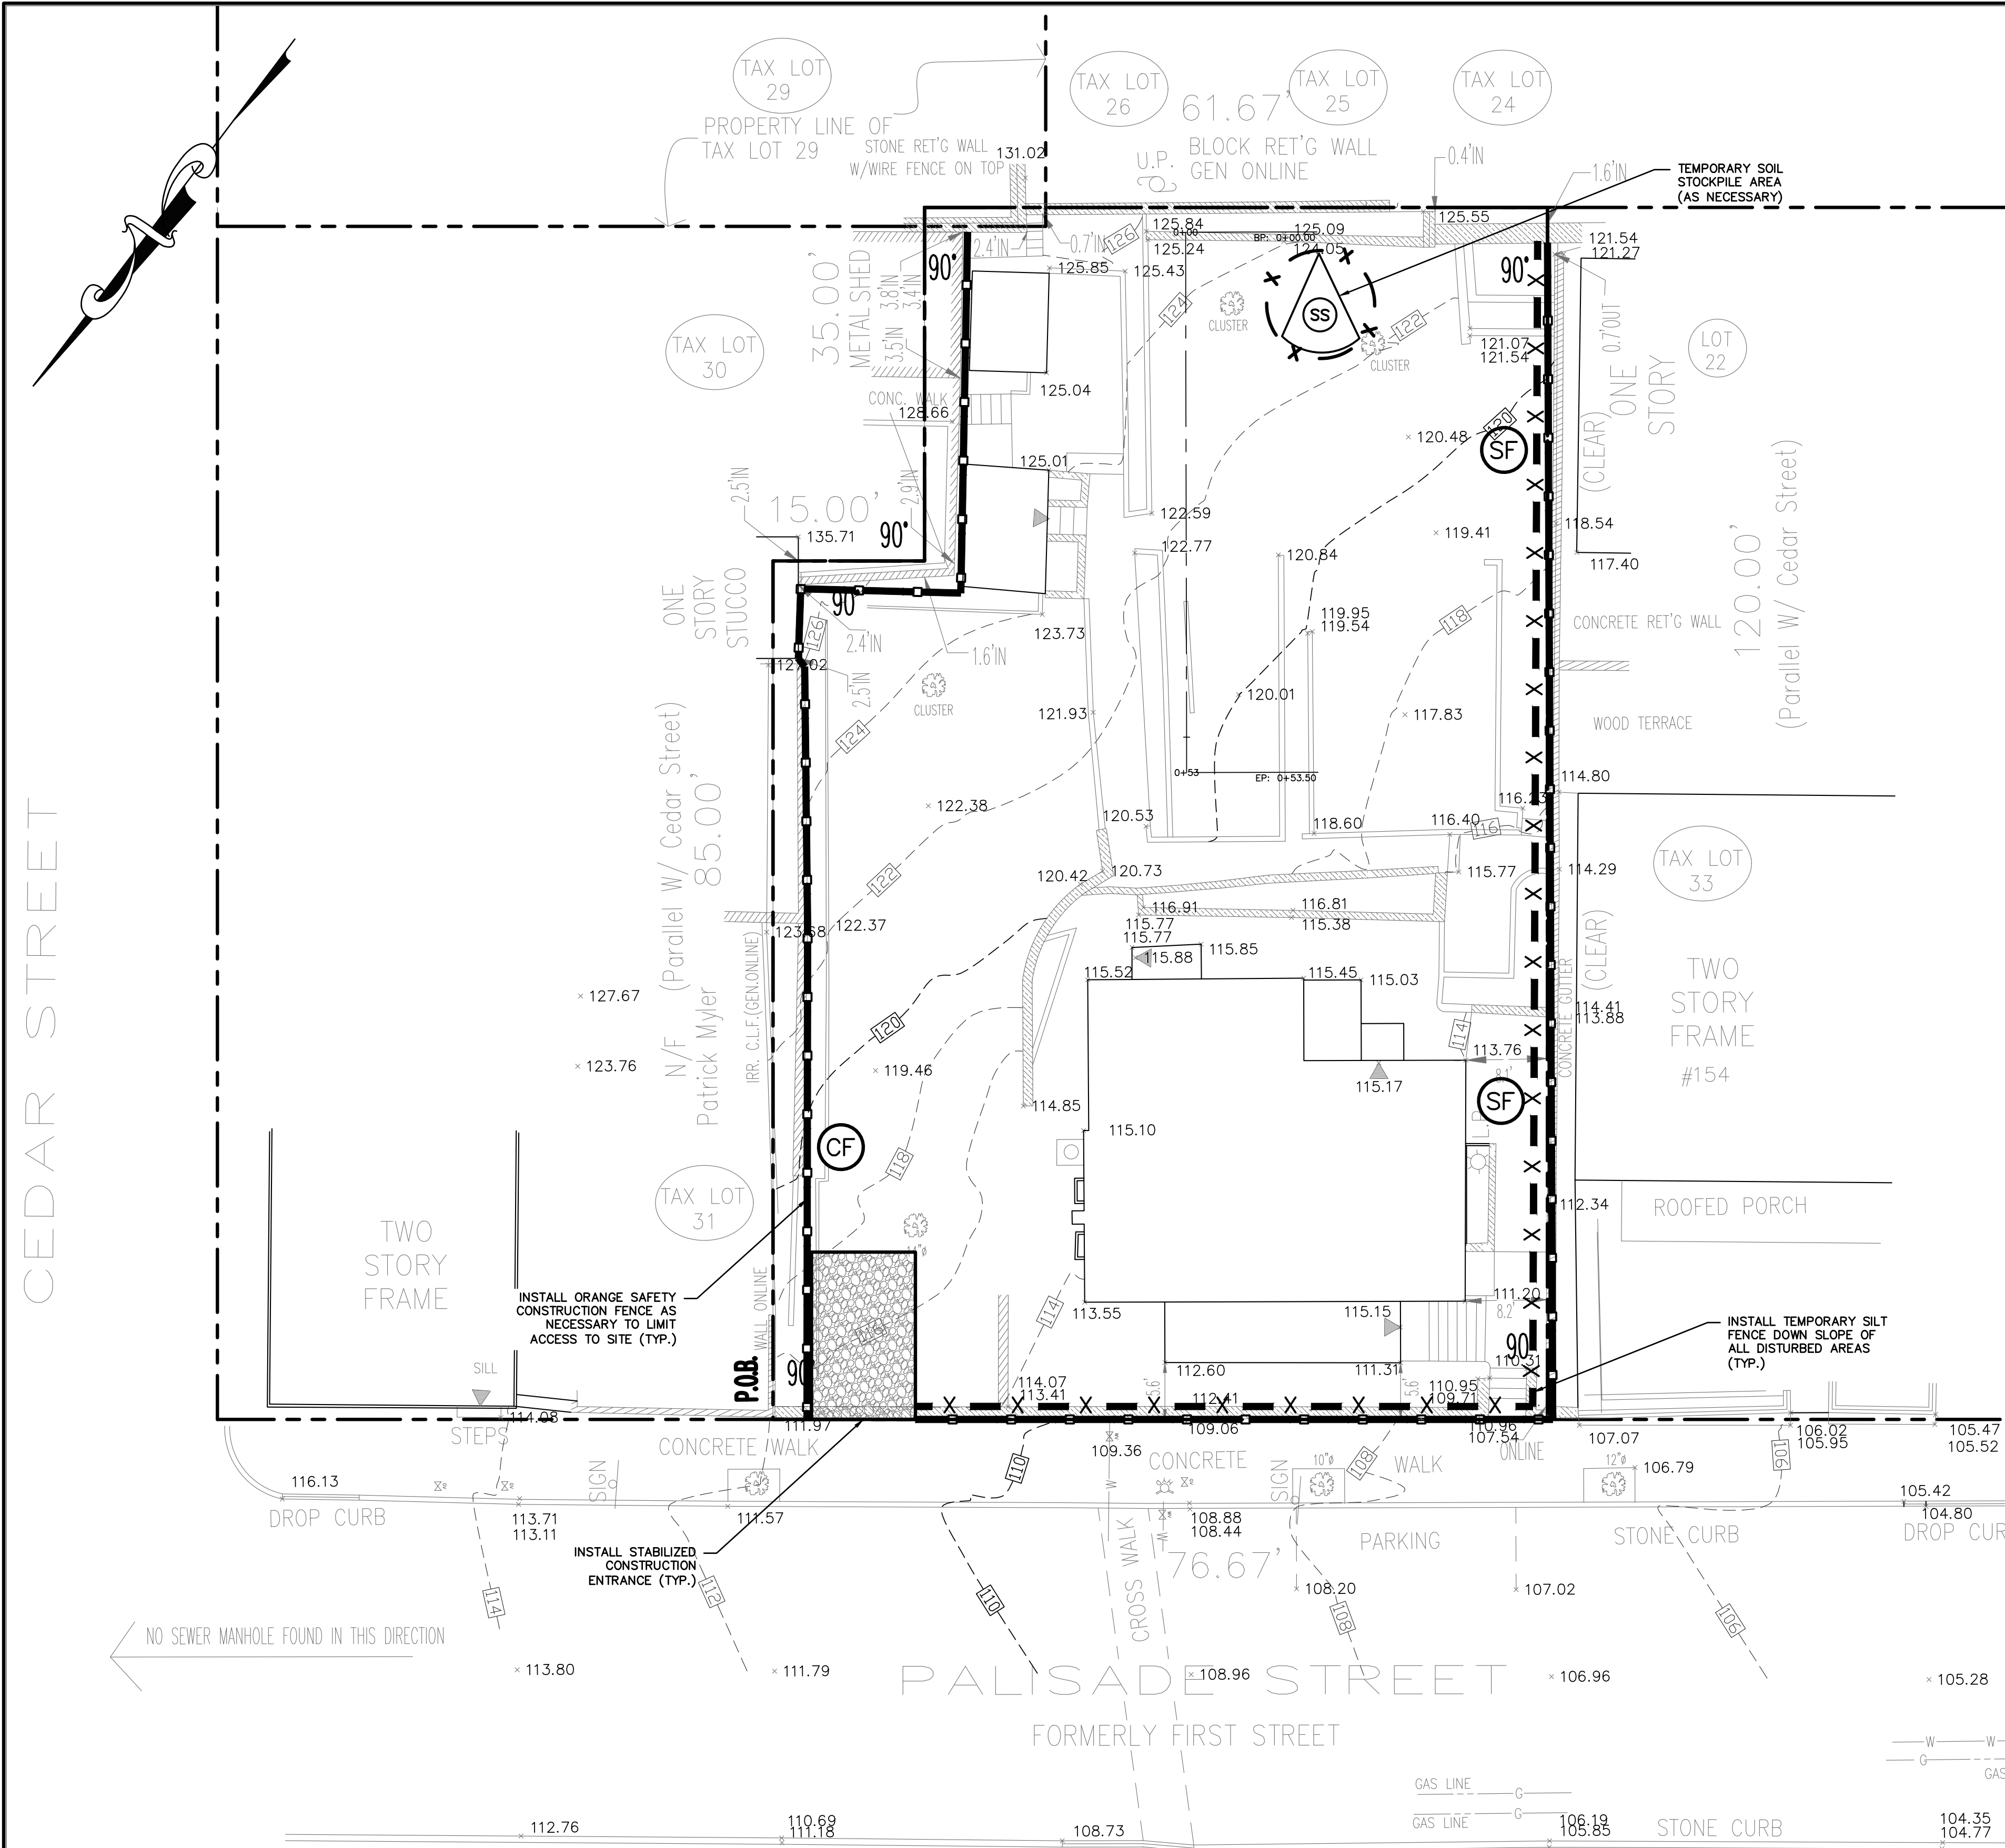 TAX LOT
29
TAX LOT
26
TAX LOT
25
TAX LOT
24
61.67'
PROPERTY LINE OF
TAX LOT 29
STONE RET'G WALL
W/WIRE FENCE ON TOP
131.02
U.P.
BLOCK RET'G WALL
GEN ONLINE
0.4'IN
1.6'IN
TEMPORARY SOIL
STOCKPILE AREA
(AS NECESSARY)
125.84
0+00
125.24
BP: 0+00.00
125.09
124.05
125.55
121.54
121.27
2.4'IN
0.7'IN
126
90°
125.85
125.43
90°
35.00'
METAL SHED
3.8'IN
3.4'IN
3.5'IN
124
CLUSTER
SS
122
CLUSTER
121.07
121.54
0.7'OUT
ONE
STORY
(CLEAR)
LOT
22
TAX LOT
30
125.04
CONC. WALK
128.66
120.48
120
SF
125.01
2.5'IN
15.00'
2.9'IN
135.71
90°
122.59
122.77
120.84
119.41
118.54
117.40
120.00'
(Parallel W/ Cedar Street)
ONE
STORY
STUCCO
90
126
2.4'IN
1.6'IN
123.73
119.95
119.54
118
CONCRETE RET'G WALL
127.02
2.5'IN
CLUSTER
121.93
120.01
117.83
WOOD TERRACE
124
0+53
EP: 0+53.50
114.80
122.38
120.53
118.60
116.40
116.23
116
CEDAR STREET
N/F
Patrick Myler
(Parallel W/ Cedar Street)
85.00'
122
120.42
120.73
115.77
114.29
TAX LOT
33
123.68
122.37
116.91
115.77
115.77
116.81
115.38
115.88
115.85
IRR. C.L.F.(GEN.ONLINE)
127.67
115.52
115.45
115.03
(CLEAR)
TWO
STORY
FRAME
#154
120
114
114.41
113.88
CONCRETE GUTTER
123.76
119.46
113.76
8.1'
115.17
114.85
SF
CF
115.10
118
TAX LOT
31
112.34
ROOFED PORCH
TWO
STORY
FRAME
INSTALL ORANGE SAFETY
CONSTRUCTION FENCE AS
NECESSARY TO LIMIT
ACCESS TO SITE (TYP.)
WALL ONLINE
116
114
113.55
115.15
111.20
8.2'
INSTALL TEMPORARY SILT
FENCE DOWN SLOPE OF
ALL DISTURBED AREAS
(TYP.)
SILL
P.O.B.
90
90
110.31
112.60
111.31
5.6'
5.6'
114.07
113.41
112.41
110.95
109.71
114.08
STEPS
111.97
CONCRETE WALK
109.36
109.06
CONCRETE
WALK
110.96
107.54
ONLINE
107.07
106.02
105.95
105.47
105.52
116.13
DROP CURB
SIGN
113.71
113.11
111.57
110
W
108.88
108.44
SIGN
10"ø
108
12"ø
106.79
106
105.42
104.80
DROP CUR
PARKING
STONE CURB
INSTALL STABILIZED
CONSTRUCTION
ENTRANCE (TYP.)
114
112
110
CROSS WALK
W
76.67'
108.20
107.02
108
106
NO SEWER MANHOLE FOUND IN THIS DIRECTION
113.80
111.79
108.96
106.96
105.28
PALISADE STREET
FORMERLY FIRST STREET
W
W
G
GAS
GAS LINE
G
GAS LINE
G
112.76
110.69
111.18
108.73
106.19
105.85
STONE CURB
104.35
104.77